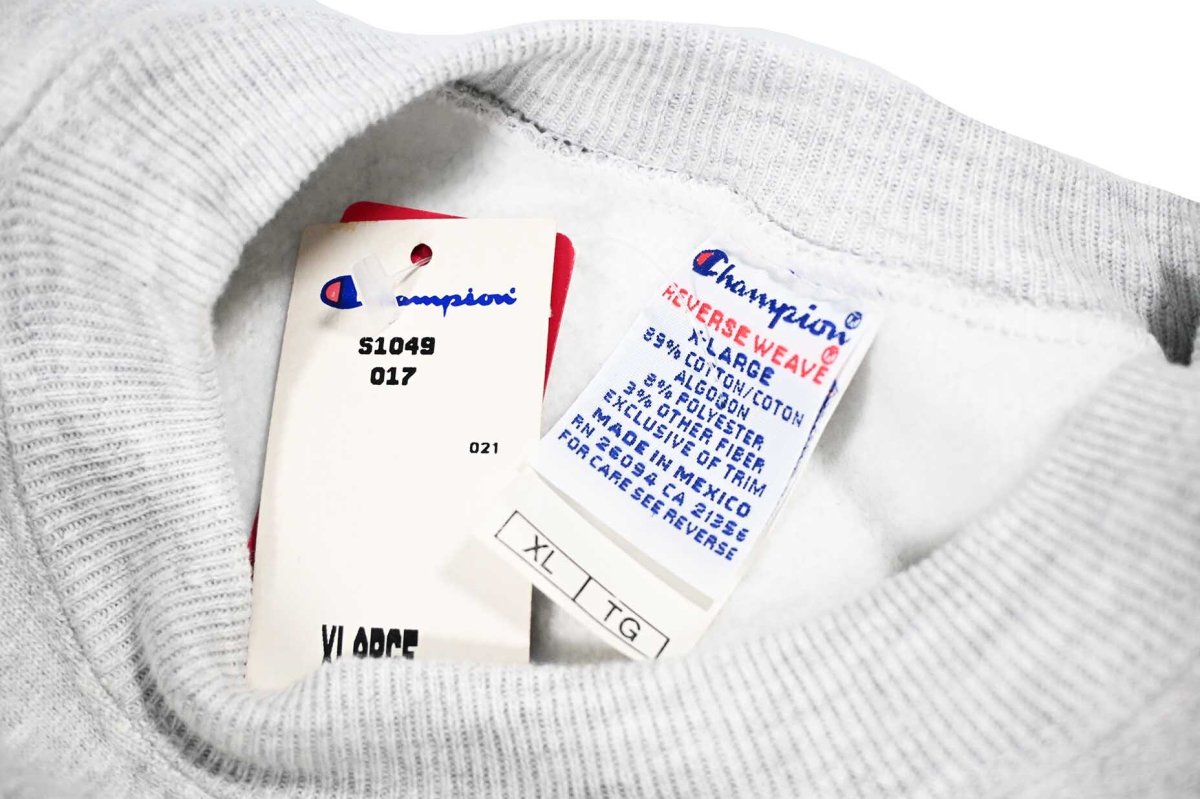 Champion
S1049
017
021
XLARGE
Champion®
REVERSE WEAVE®
X-LARGE
89% COTTON/COTON
ALGODON
8% POLYESTER
3% OTHER FIBER
EXCLUSIVE OF TRIM
MADE IN MEXICO
RN 26094 CA 21356
FOR CARE SEE REVERSE
XL TG